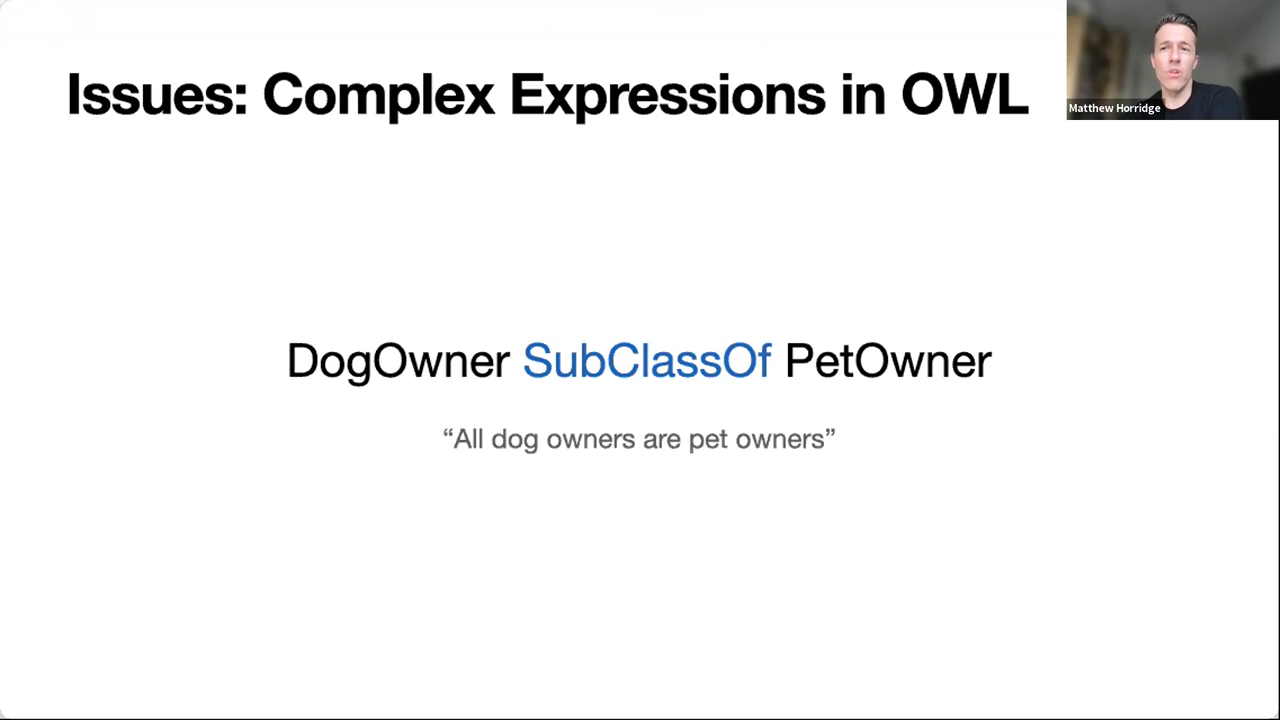 Issues: Complex Expressions in OWL
Matthew Horridge
DogOwner SubClassOf PetOwner
“All dog owners are pet owners”